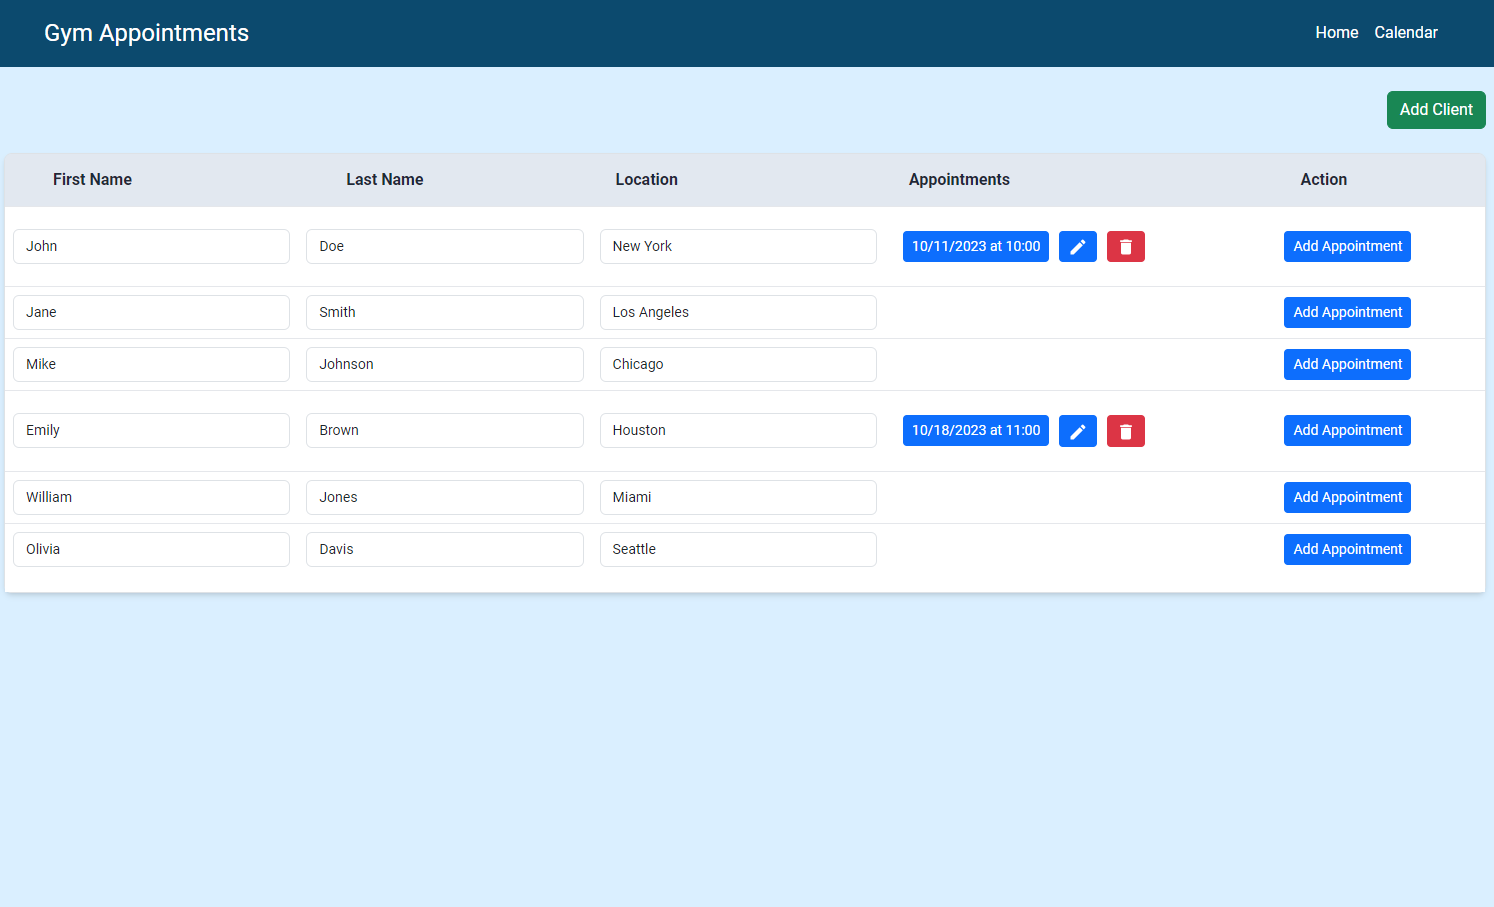 Gym Appointments Home Calendar
Add Client
First Name Last Name Location Appointments Action
John Doe New York 10/11/2023 at 10:00 Add Appointment
Jane Smith Los Angeles Add Appointment
Mike Johnson Chicago Add Appointment
Emily Brown Houston 10/18/2023 at 11:00 Add Appointment
William Jones Miami Add Appointment
Olivia Davis Seattle Add Appointment